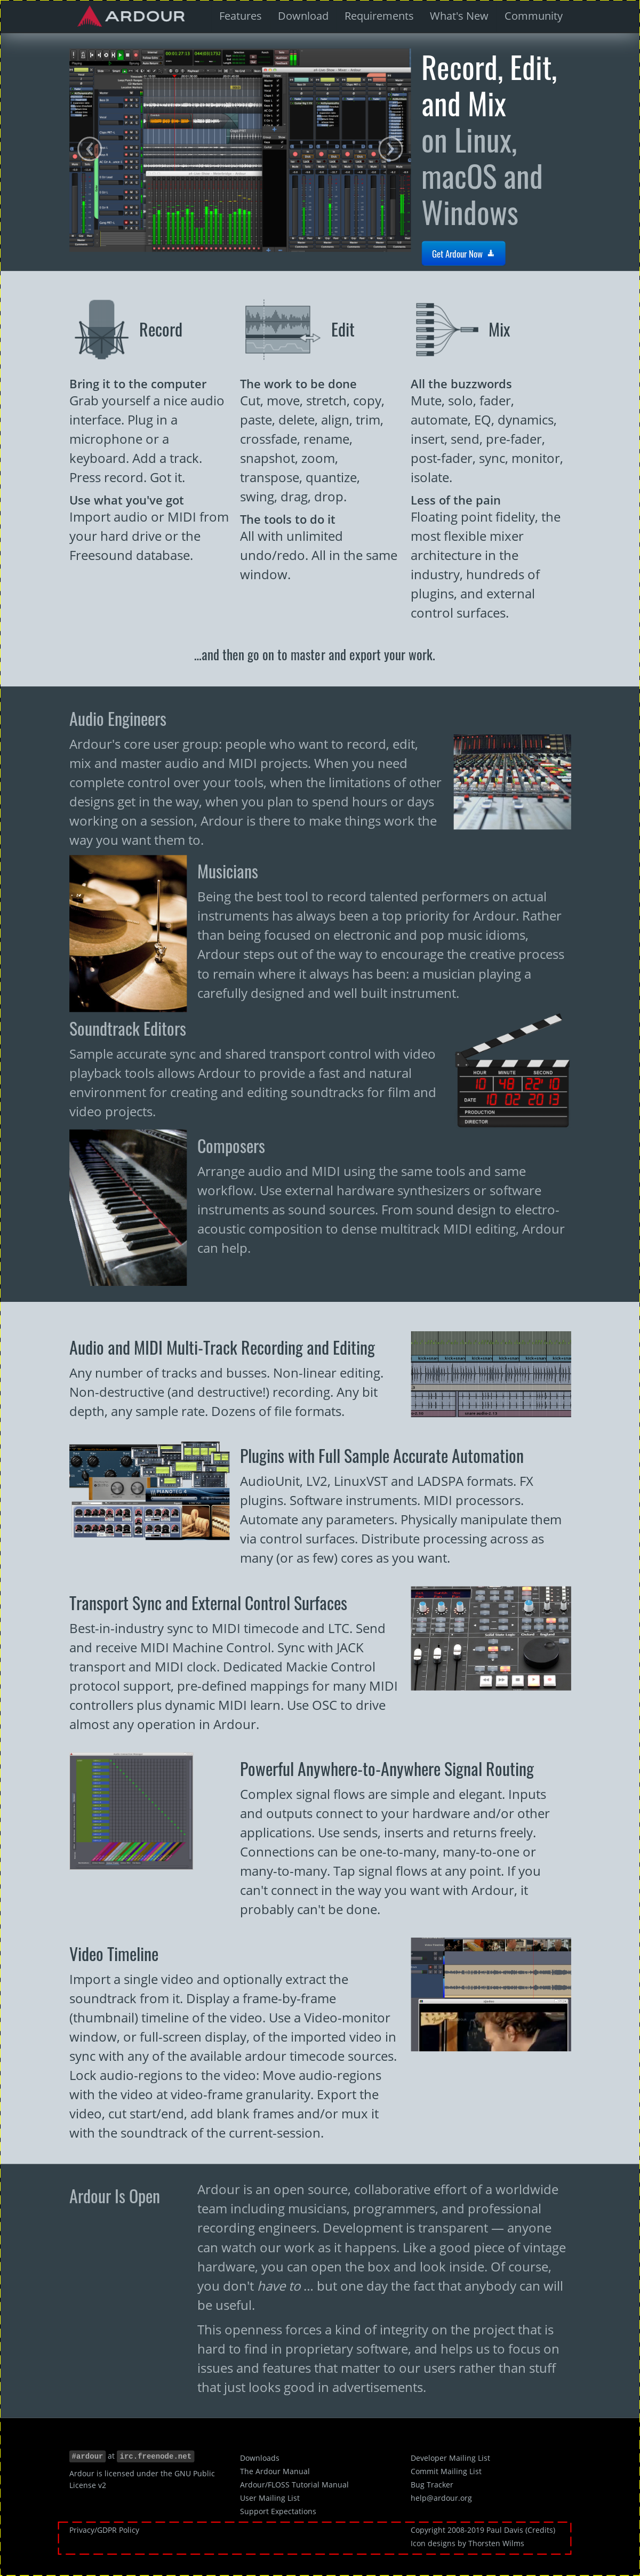 ARDOUR
Features Download Requirements What's New Community
Record, Edit,
and Mix
on Linux,
macOS and
Windows
Get Ardour Now
Record
Bring it to the computer
Grab yourself a nice audio
interface. Plug in a
microphone or a
keyboard. Add a track.
Press record. Got it.
Use what you've got
Import audio or MIDI from
your hard drive or the
Freesound database.
Edit
The work to be done
Cut, move, stretch, copy,
paste, delete, align, trim,
crossfade, rename,
snapshot, zoom,
transpose, quantize,
swing, drag, drop.
The tools to do it
All with unlimited
undo/redo. All in the same
window.
Mix
All the buzzwords
Mute, solo, fader,
automate, EQ, dynamics,
insert, send, pre-fader,
post-fader, sync, monitor,
isolate.
Less of the pain
Floating point fidelity, the
most flexible mixer
architecture in the
industry, hundreds of
plugins, and external
control surfaces.
...and then go on to master and export your work.
Audio Engineers
Ardour's core user group: people who want to record, edit,
mix and master audio and MIDI projects. When you need
complete control over your tools, when the limitations of other
designs get in the way, when you plan to spend hours or days
working on a session, Ardour is there to make things work the
way you want them to.
Musicians
Being the best tool to record talented performers on actual
instruments has always been a top priority for Ardour. Rather
than being focused on electronic and pop music idioms,
Ardour steps out of the way to encourage the creative process
to remain where it always has been: a musician playing a
carefully designed and well built instrument.
Soundtrack Editors
Sample accurate sync and shared transport control with video
playback tools allows Ardour to provide a fast and natural
environment for creating and editing soundtracks for film and
video projects.
HOUR MINUTE SECOND
10 48 22:10
DATE 10 02 2013
PRODUCTION
DIRECTOR
Composers
Arrange audio and MIDI using the same tools and same
workflow. Use external hardware synthesizers or software
instruments as sound sources. From sound design to electro-
acoustic composition to dense multitrack MIDI editing, Ardour
can help.
Audio and MIDI Multi-Track Recording and Editing
Any number of tracks and busses. Non-linear editing.
Non-destructive (and destructive!) recording. Any bit
depth, any sample rate. Dozens of file formats.
Plugins with Full Sample Accurate Automation
AudioUnit, LV2, LinuxVST and LADSPA formats. FX
plugins. Software instruments. MIDI processors.
Automate any parameters. Physically manipulate them
via control surfaces. Distribute processing across as
many (or as few) cores as you want.
Transport Sync and External Control Surfaces
Best-in-industry sync to MIDI timecode and LTC. Send
and receive MIDI Machine Control. Sync with JACK
transport and MIDI clock. Dedicated Mackie Control
protocol support, pre-defined mappings for many MIDI
controllers plus dynamic MIDI learn. Use OSC to drive
almost any operation in Ardour.
Powerful Anywhere-to-Anywhere Signal Routing
Complex signal flows are simple and elegant. Inputs
and outputs connect to your hardware and/or other
applications. Use sends, inserts and returns freely.
Connections can be one-to-many, many-to-one or
many-to-many. Tap signal flows at any point. If you
can't connect in the way you want with Ardour, it
probably can't be done.
Video Timeline
Import a single video and optionally extract the
soundtrack from it. Display a frame-by-frame
(thumbnail) timeline of the video. Use a Video-monitor
window, or full-screen display, of the imported video in
sync with any of the available ardour timecode sources.
Lock audio-regions to the video: Move audio-regions
with the video at video-frame granularity. Export the
video, cut start/end, add blank frames and/or mux it
with the soundtrack of the current-session.
Ardour Is Open
Ardour is an open source, collaborative effort of a worldwide
team including musicians, programmers, and professional
recording engineers. Development is transparent — anyone
can watch our work as it happens. Like a good piece of vintage
hardware, you can open the box and look inside. Of course,
you don't have to ... but one day the fact that anybody can will
be useful.
This openness forces a kind of integrity on the project that is
hard to find in proprietary software, and helps us to focus on
issues and features that matter to our users rather than stuff
that just looks good in advertisements.
#ardour at irc.freenode.net
Ardour is licensed under the GNU Public
License v2
Downloads
The Ardour Manual
Ardour/FLOSS Tutorial Manual
User Mailing List
Support Expectations
Developer Mailing List
Commit Mailing List
Bug Tracker
help@ardour.org
Privacy/GDPR Policy
Copyright 2008-2019 Paul Davis (Credits)
Icon designs by Thorsten Wilms